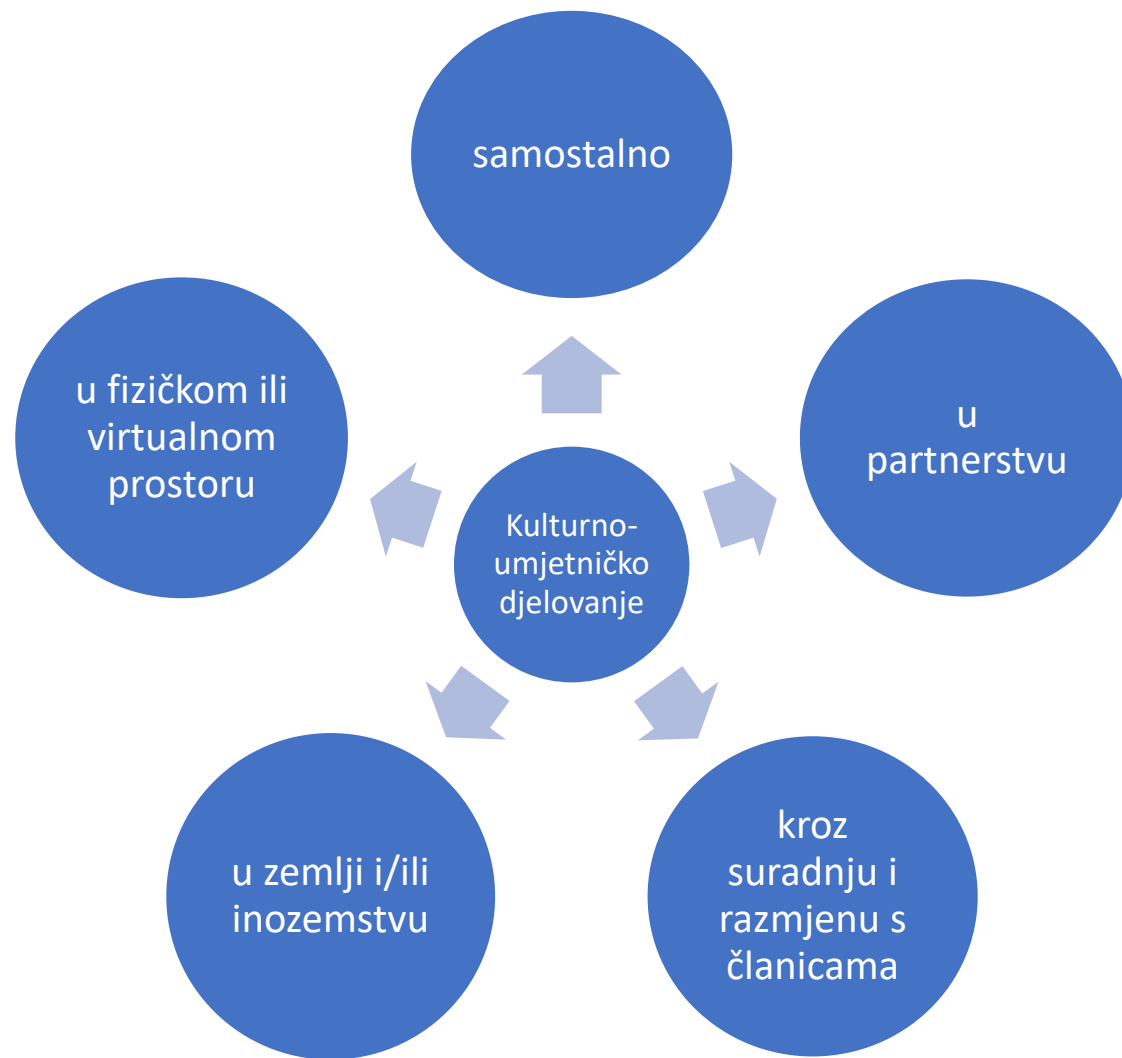 samostalno
u fizičkom ili
virtualnom
prostoru
u
partnerstvu
Kulturno-
umjetničko
djelovanje
u zemlji i/ili
inozemstvu
kroz
suradnju i
razmjenu s
članicama